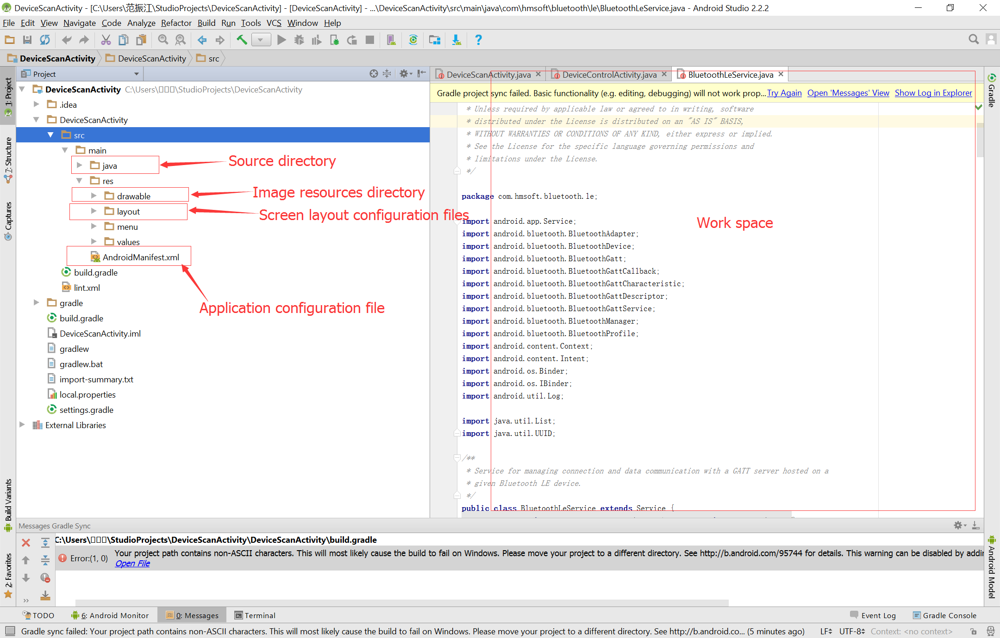 DeviceScanActivity - [C:\Users\范振江\StudioProjects\DeviceScanActivity] - [DeviceScanActivity] - ...\DeviceScanActivity\src\main\java\com\hmsoft\bluetooth\le\BluetoothLeService.java - Android Studio 2.2.2
File Edit View Navigate Code Analyze Refactor Build Run Tools VCS Window Help
DeviceScanActivity DeviceScanActivity src
Project
DeviceScanActivity.java DeviceControlActivity.java BluetoothLeService.java
1: Project
7: Structure
Captures
Build Variants
2: Favorites
DeviceScanActivity C:\Users\□□□\StudioProjects\DeviceScanActivity
.idea
DeviceScanActivity
src
main
java
res
drawable
layout
menu
values
AndroidManifest.xml
build.gradle
lint.xml
gradle
build.gradle
DeviceScanActivity.iml
gradlew
gradlew.bat
import-summary.txt
local.properties
settings.gradle
External Libraries
Source directory
Image resources directory
Screen layout configuration files
Application configuration file
Work space
Gradle project sync failed. Basic functionality (e.g. editing, debugging) will not work prop... Try Again Open 'Messages' View Show Log in Explorer
* Unless required by applicable law or agreed to in writing, software
* distributed under the License is distributed on an "AS IS" BASIS,
* WITHOUT WARRANTIES OR CONDITIONS OF ANY KIND, either express or implied.
* See the License for the specific language governing permissions and
* limitations under the License.
*/
package com.hmsoft.bluetooth.le;
import android.app.Service;
import android.bluetooth.BluetoothAdapter;
import android.bluetooth.BluetoothDevice;
import android.bluetooth.BluetoothGatt;
import android.bluetooth.BluetoothGattCallback;
import android.bluetooth.BluetoothGattCharacteristic;
import android.bluetooth.BluetoothGattDescriptor;
import android.bluetooth.BluetoothGattService;
import android.bluetooth.BluetoothManager;
import android.bluetooth.BluetoothProfile;
import android.content.Context;
import android.content.Intent;
import android.os.Binder;
import android.os.IBinder;
import android.util.Log;
import java.util.List;
import java.util.UUID;
/**
* Service for managing connection and data communication with a GATT server hosted on a
* given Bluetooth LE device.
*/
public class BluetoothLeService extends Service {
Gradle
Android Model
Messages Gradle Sync
C:\Users\□□□\StudioProjects\DeviceScanActivity\DeviceScanActivity\build.gradle
Error:(1, 0) Your project path contains non-ASCII characters. This will most likely cause the build to fail on Windows. Please move your project to a different directory. See http://b.android.com/95744 for details. This warning can be disabled by addi
Open File
TODO 6: Android Monitor 0: Messages Terminal Event Log Gradle Console
Gradle sync failed: Your project path contains non-ASCII characters. This will most likely cause the build to fail on Windows. Please move your project to a different directory. See http://b.android.co... (5 minutes ago) LF UTF-8 Context: <no context>